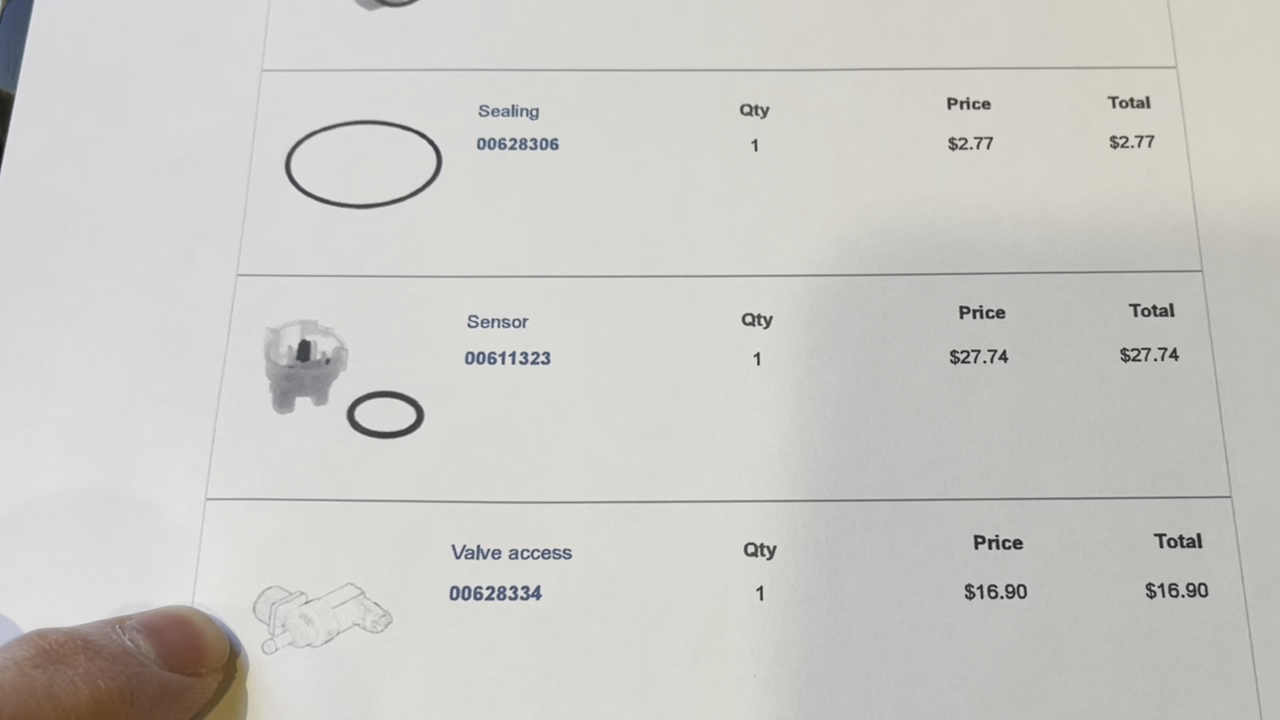 Sealing Qty Price Total
00628306 1 $2.77 $2.77
Sensor Qty Price Total
00611323 1 $27.74 $27.74
Valve access Qty Price Total
00628334 1 $16.90 $16.90